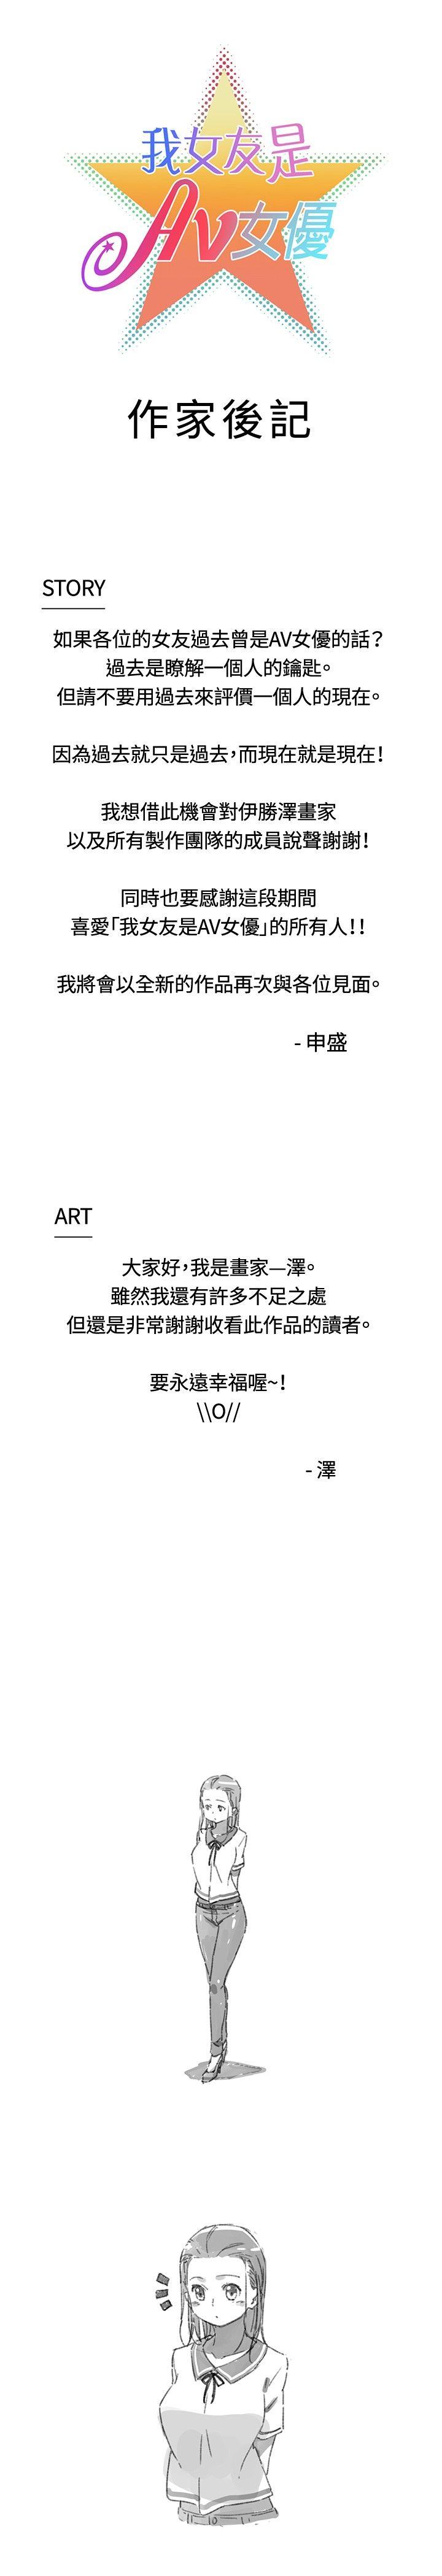 我女友是
AV女優
作家後記
STORY
如果各位的女友過去曾是AV女優的話？
過去是瞭解一個人的鑰匙。
但請不要用過去來評價一個人的現在。
因為過去就只是過去，而現在就是現在！
我想借此機會對伊勝澤畫家
以及所有製作團隊的成員說聲謝謝！
同時也要感謝這段期間
喜愛「我女友是AV女優」的所有人！！
我將會以全新的作品再次與各位見面。
- 申盛
ART
大家好，我是畫家—澤。
雖然我還有許多不足之處
但還是非常謝謝收看此作品的讀者。
要永遠幸福喔~！
\\O//
- 澤